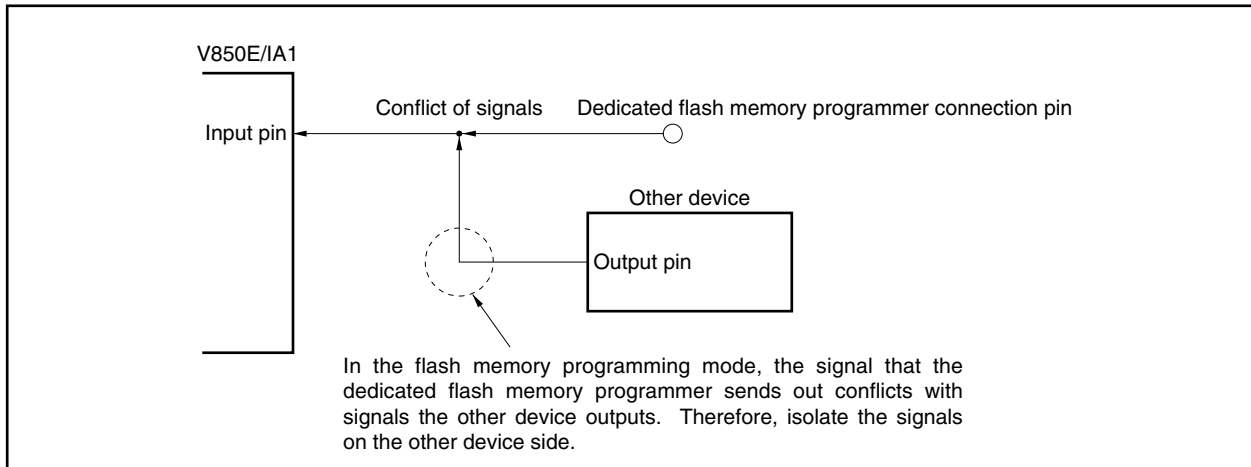 V850E/IA1
Conflict of signals
Dedicated flash memory programmer connection pin
Input pin
Other device
Output pin
In the flash memory programming mode, the signal that the
dedicated flash memory programmer sends out conflicts with
signals the other device outputs. Therefore, isolate the signals
on the other device side.